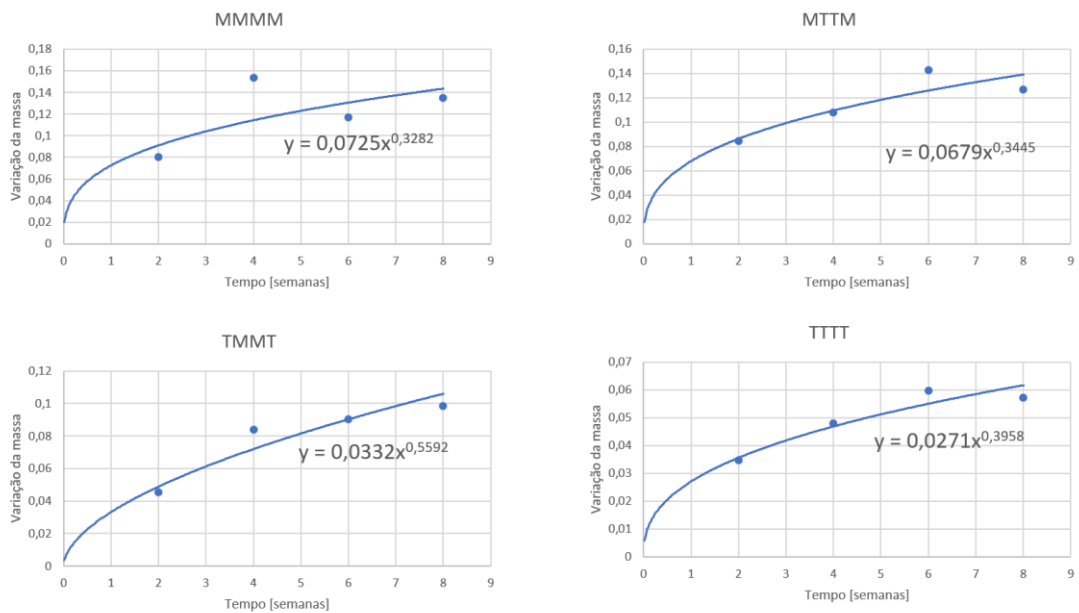 MMMM
0,18
0,16
0,14
0,12
0,1
0,08
0,06
0,04
0,02
0
Variação da massa
y = 0,0725x^0,3282
0 1 2 3 4 5 6 7 8 9
Tempo [semanas]
MTTM
0,16
0,14
0,12
0,1
0,08
0,06
0,04
0,02
0
Variação da massa
y = 0,0679x^0,3445
0 1 2 3 4 5 6 7 8 9
Tempo [semanas]
TMMT
0,12
0,1
0,08
0,06
0,04
0,02
0
Variação da massa
y = 0,0332x^0,5592
0 1 2 3 4 5 6 7 8 9
Tempo [semanas]
TTTT
0,07
0,06
0,05
0,04
0,03
0,02
0,01
0
Variação da massa
y = 0,0271x^0,3958
0 1 2 3 4 5 6 7 8 9
Tempo [semanas]